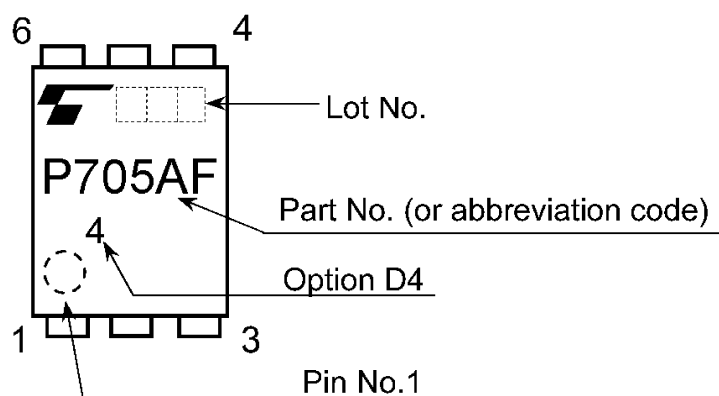 6 4
Lot No.
P705AF
Part No. (or abbreviation code)
4
Option D4
1 3
Pin No.1